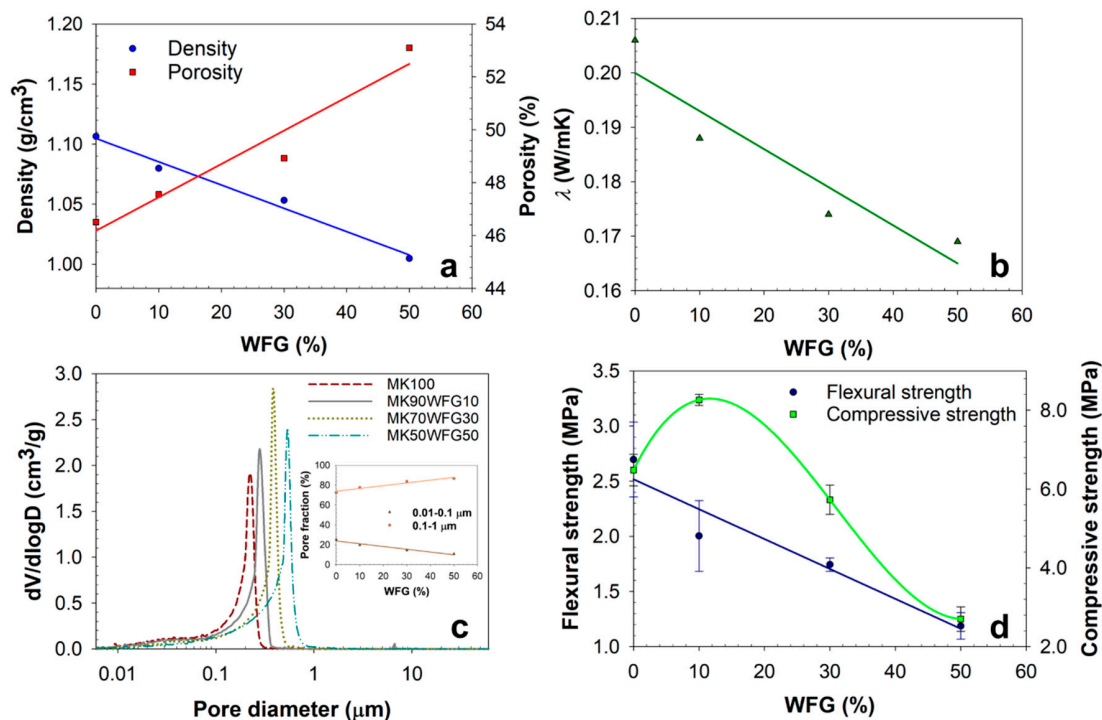 1.20
1.15
1.10
1.05
1.00
Density (g/cm³)
Density
Porosity
54
52
50
48
46
44
Porosity (%)
a
0 10 20 30 40 50 60
WFG (%)
0.21
0.20
0.19
0.18
0.17
0.16
λ (W/mK)
b
0 10 20 30 40 50 60
WFG (%)
3.0
2.5
2.0
1.5
1.0
0.5
0.0
dV/dlogD (cm³/g)
MK100
MK90WFG10
MK70WFG30
MK50WFG50
100
80
60
40
20
0
Pore fraction (%)
0.01-0.1 μm
0.1-1 μm
0 10 20 30 40 50 60
WFG (%)
c
0.01 0.1 1 10
Pore diameter (μm)
3.5
3.0
2.5
2.0
1.5
1.0
Flexural strength (MPa)
Flexural strength
Compressive strength
8.0
6.0
4.0
2.0
Compressive strength (MPa)
d
0 10 20 30 40 50 60
WFG (%)